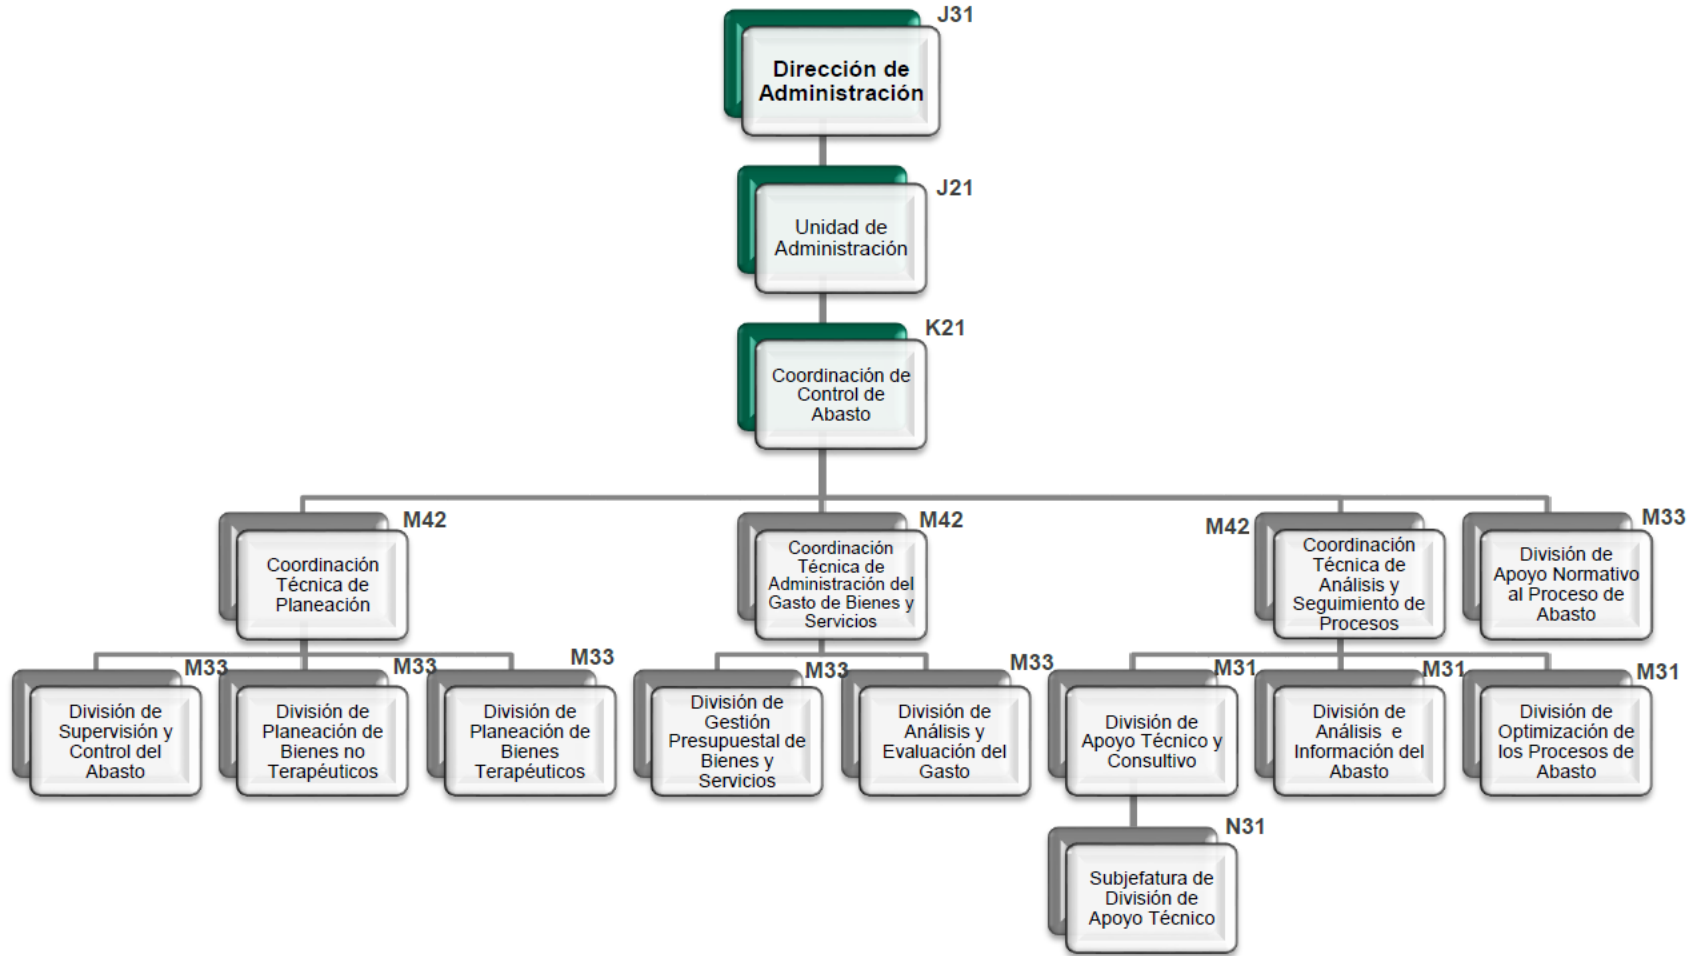 J31
Dirección de
Administración
J21
Unidad de
Administración
K21
Coordinación de
Control de
Abasto
M42
Coordinación
Técnica de
Planeación
M42
Coordinación
Técnica de
Administración del
Gasto de Bienes y
Servicios
M42
Coordinación
Técnica de
Análisis y
Seguimiento de
Procesos
M33
División de
Apoyo Normativo
al Proceso de
Abasto
M33
División de
Supervisión y
Control del
Abasto
M33
División de
Planeación de
Bienes no
Terapéuticos
M33
División de
Planeación de
Bienes
Terapéuticos
M33
División de
Gestión
Presupuestal de
Bienes y
Servicios
M33
División de
Análisis y
Evaluación del
Gasto
M31
División de
Apoyo Técnico y
Consultivo
M31
División de
Análisis e
Información del
Abasto
M31
División de
Optimización de
los Procesos de
Abasto
N31
Subjefatura de
División de
Apoyo Técnico